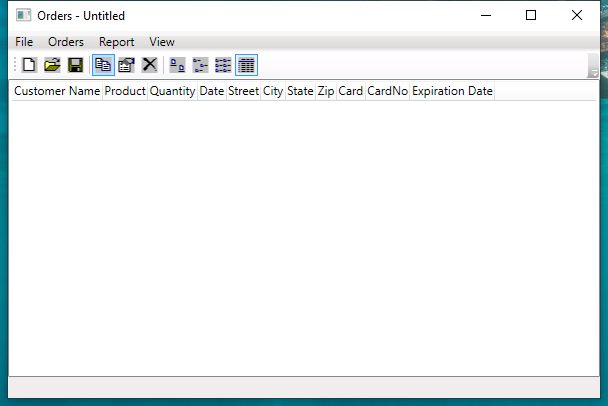 Orders - Untitled
File Orders Report View
Customer Name Product Quantity Date Street City State Zip Card CardNo Expiration Date